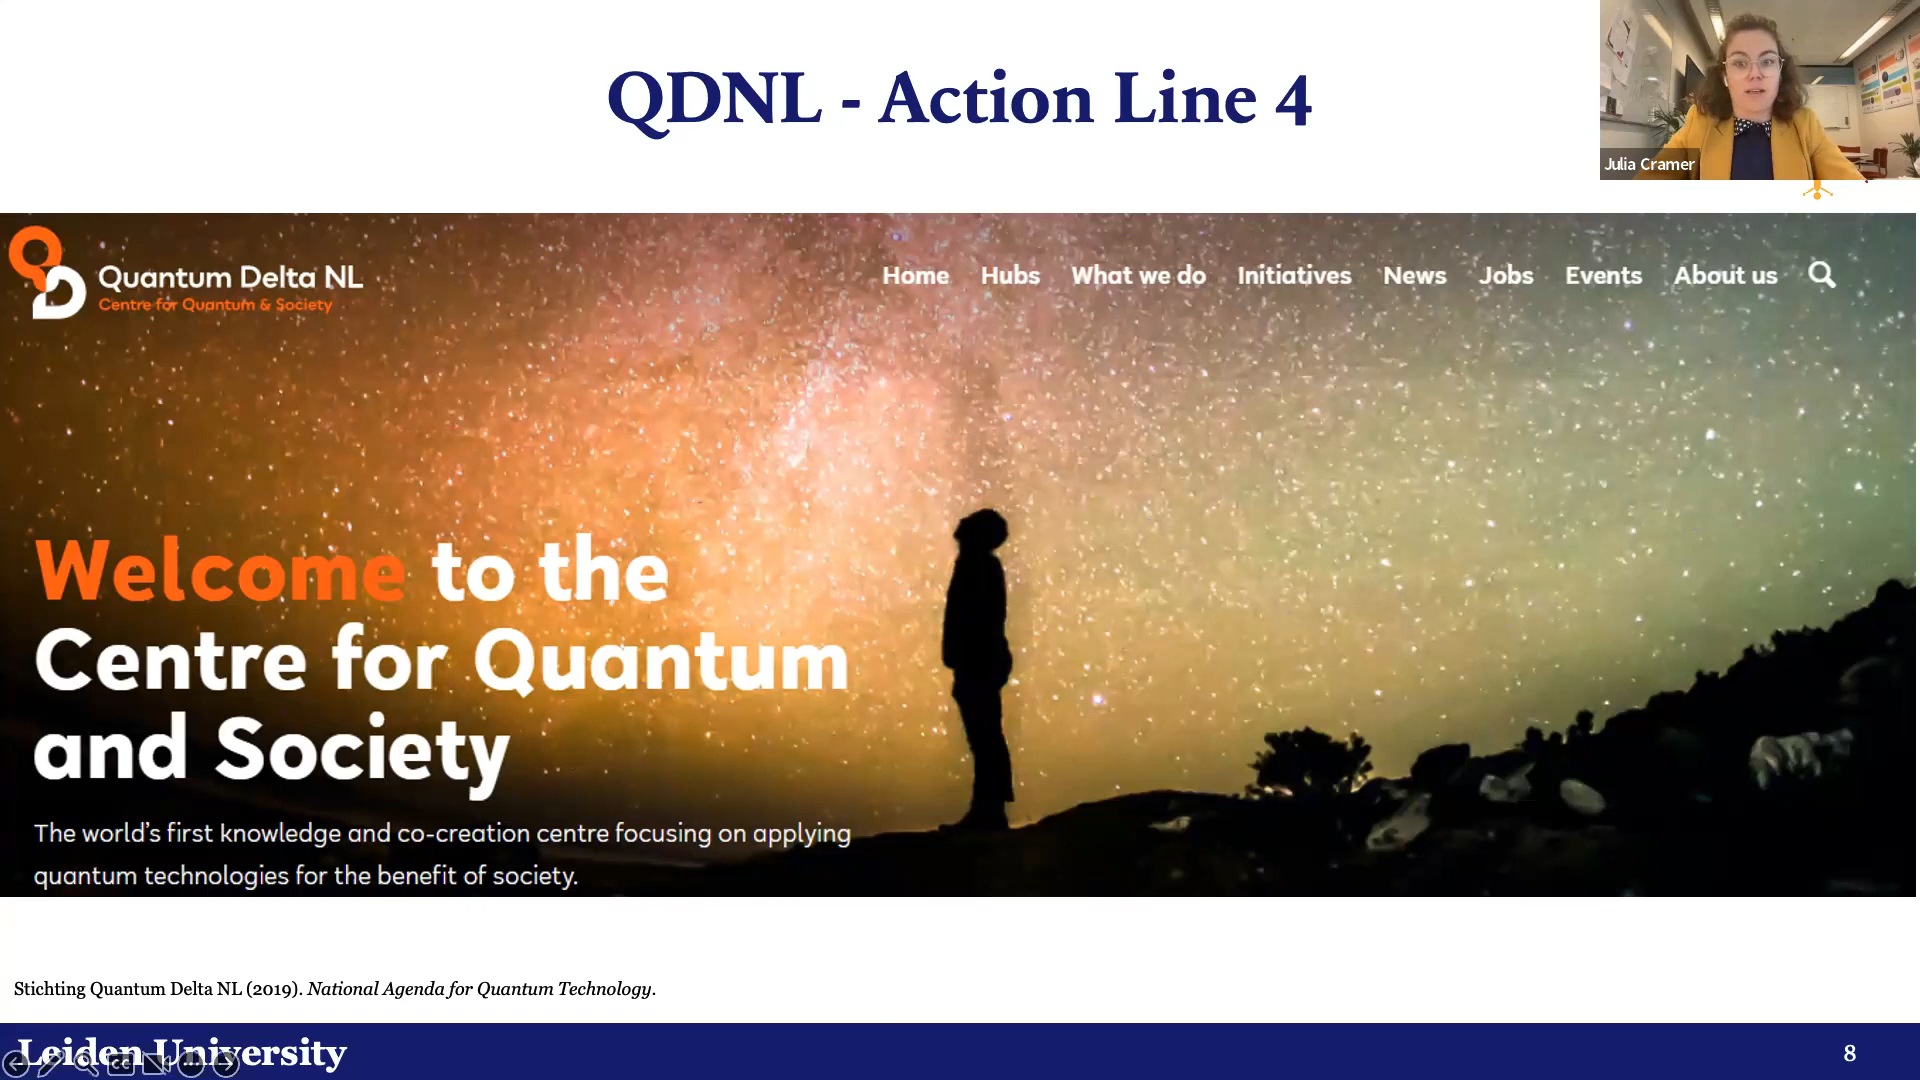 QDNL - Action Line 4
Julia Cramer
Quantum Delta NL
Centre for Quantum & Society
Home Hubs What we do Initiatives News Jobs Events About us
Welcome to the
Centre for Quantum
and Society
The world's first knowledge and co-creation centre focusing on applying
quantum technologies for the benefit of society.
Stichting Quantum Delta NL (2019). National Agenda for Quantum Technology.
Leiden University
8